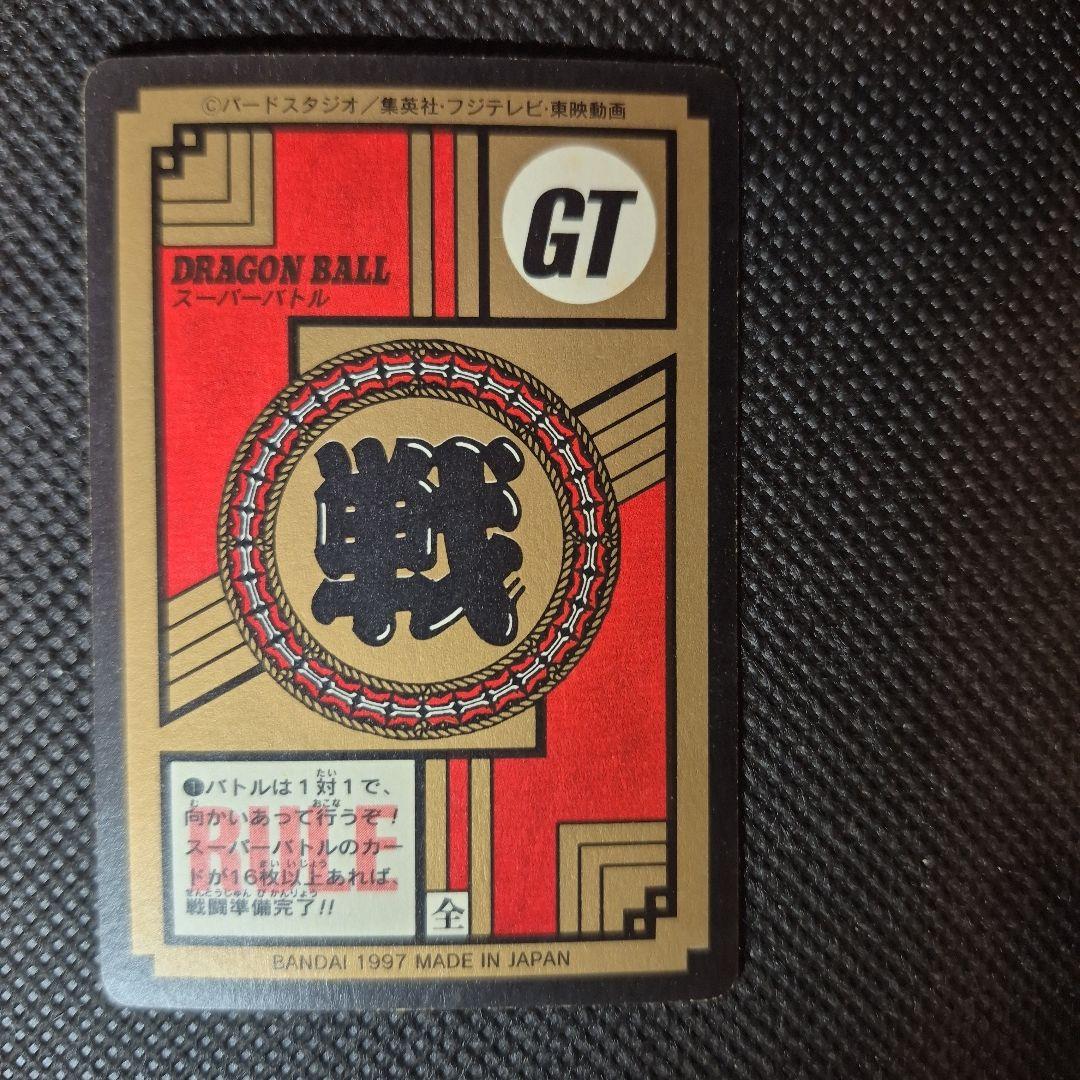 ©バードスタジオ／集英社・フジテレビ・東映動画
GT
DRAGON BALL
スーパーバトル
戦
RULE
❶バトルは1対1で、
向かいあって行うぞ！
スーパーバトルのカー
ドが16枚以上あれば、
戦闘準備完了!!
全
BANDAI 1997 MADE IN JAPAN